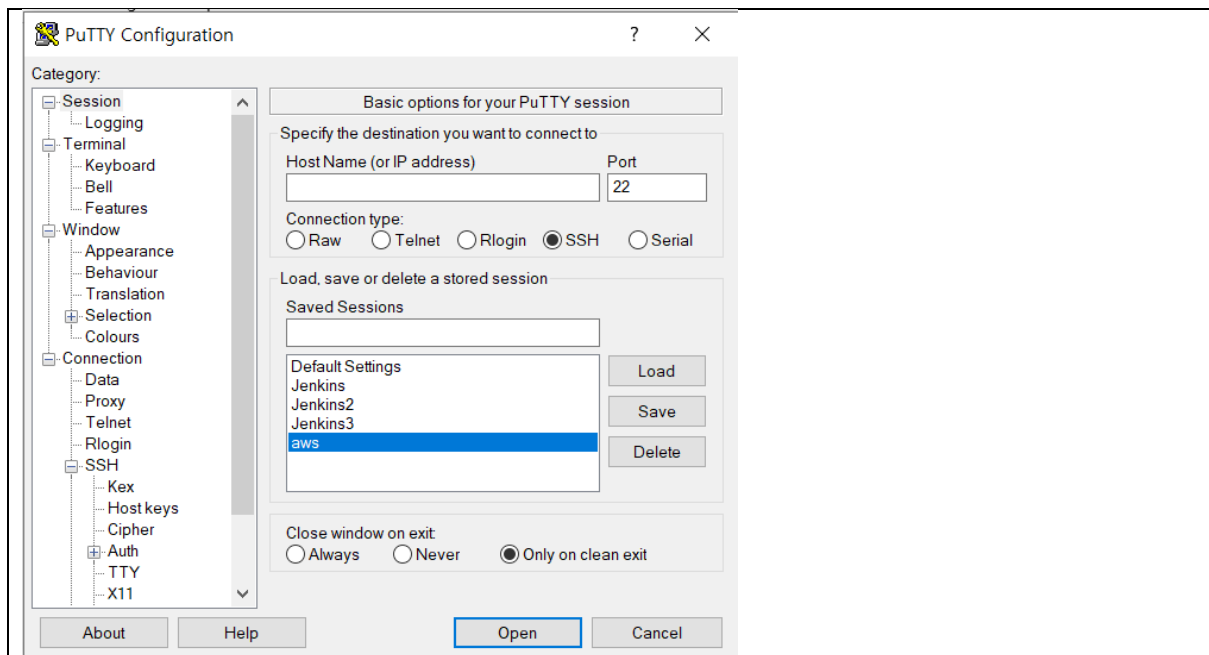 PuTTY Configuration
?
Category:
Session
Logging
Terminal
Keyboard
Bell
Features
Window
Appearance
Behaviour
Translation
Selection
Colours
Connection
Data
Proxy
Telnet
Rlogin
SSH
Kex
Host keys
Cipher
Auth
TTY
X11
Basic options for your PuTTY session
Specify the destination you want to connect to
Host Name (or IP address) Port
22
Connection type:
Raw Telnet Rlogin SSH Serial
Load, save or delete a stored session
Saved Sessions
Default Settings
Jenkins
Jenkins2
Jenkins3
aws
Load
Save
Delete
Close window on exit:
Always Never Only on clean exit
About Help Open Cancel